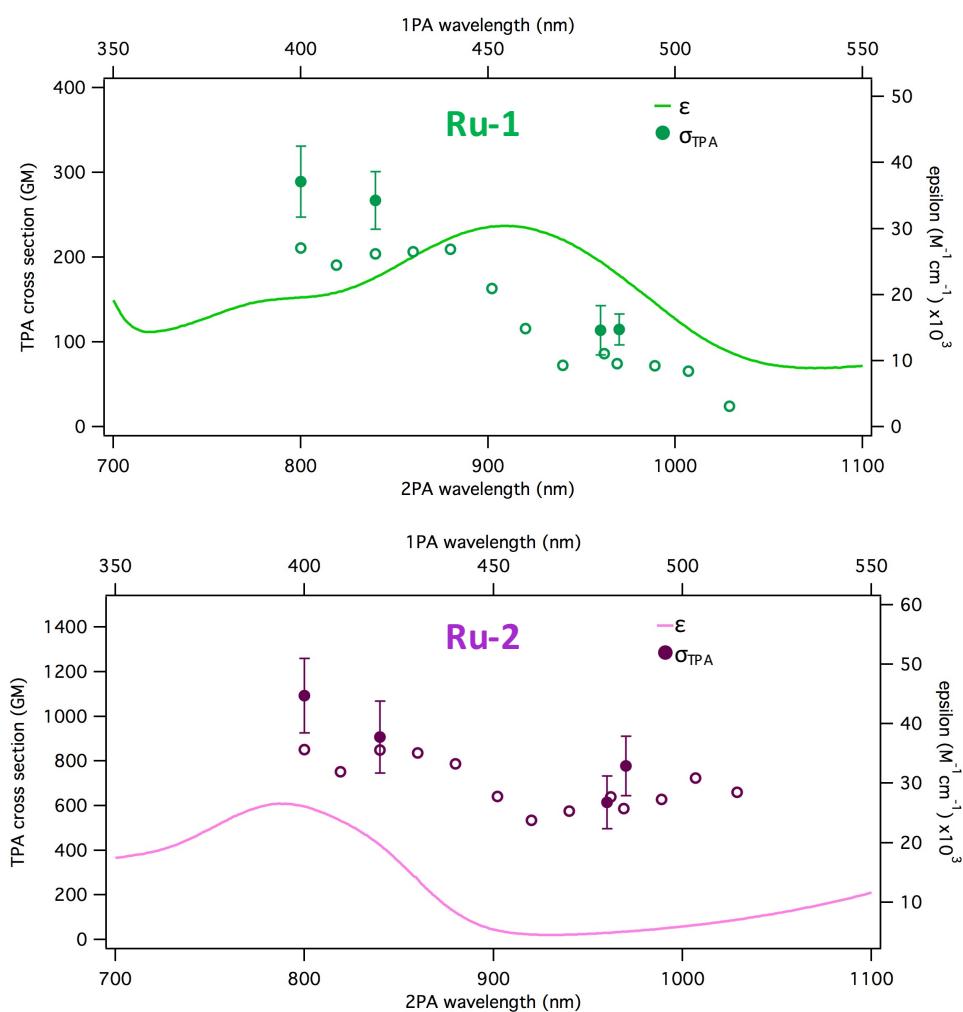 1PA wavelength (nm)
350 400 450 500 550
Ru-1
ε
σTPA
400
300
200
100
0
TPA cross section (GM)
50
40
30
20
10
0
epsilon (M⁻¹cm⁻¹) x10³
700 800 900 1000 1100
2PA wavelength (nm)
1PA wavelength (nm)
350 400 450 500 550
Ru-2
ε
σTPA
1400
1200
1000
800
600
400
200
0
TPA cross section (GM)
60
50
40
30
20
10
epsilon (M⁻¹cm⁻¹) x10³
700 800 900 1000 1100
2PA wavelength (nm)